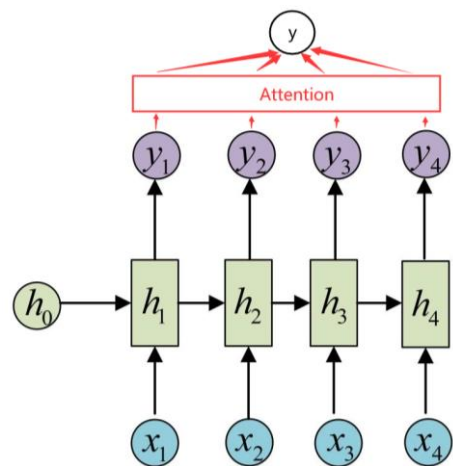 y
Attention
y₁ y₂ y₃ y₄
h₀ h₁ h₂ h₃ h₄
x₁ x₂ x₃ x₄